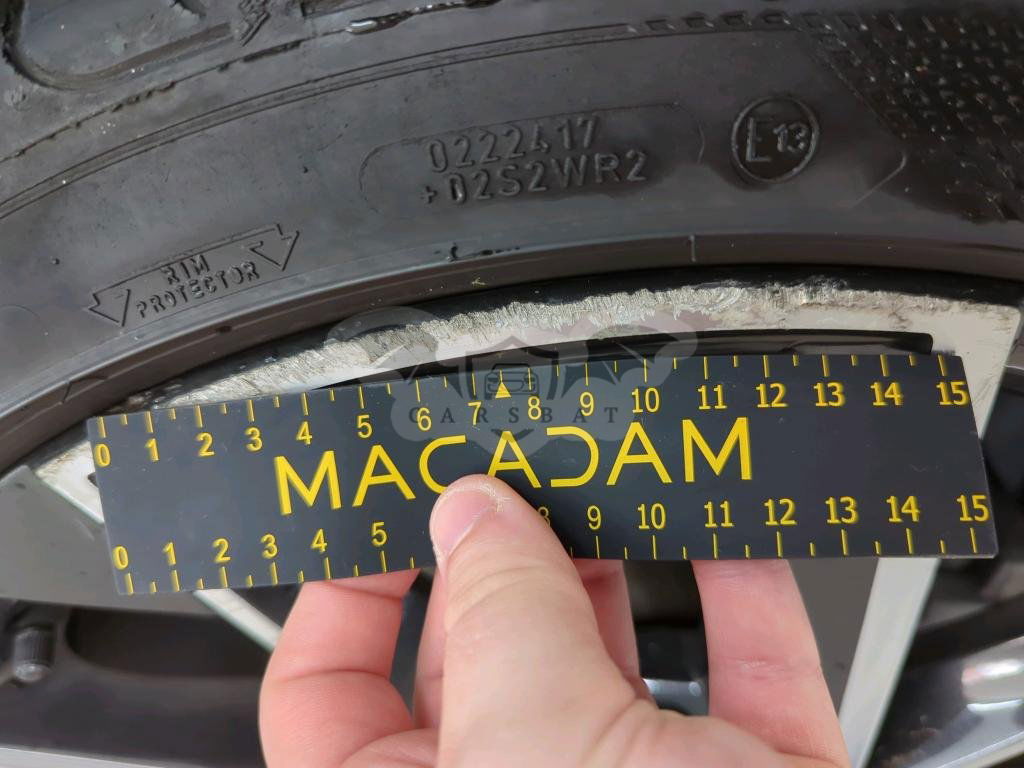 0222417
+02S2WR2
E13
RIM
PROTECTOR
0 1 2 3 4 5 6 7 8 9 10 11 12 13 14 15
CARSBAT
MACADAM
0 1 2 3 4 5 8 9 10 11 12 13 14 15